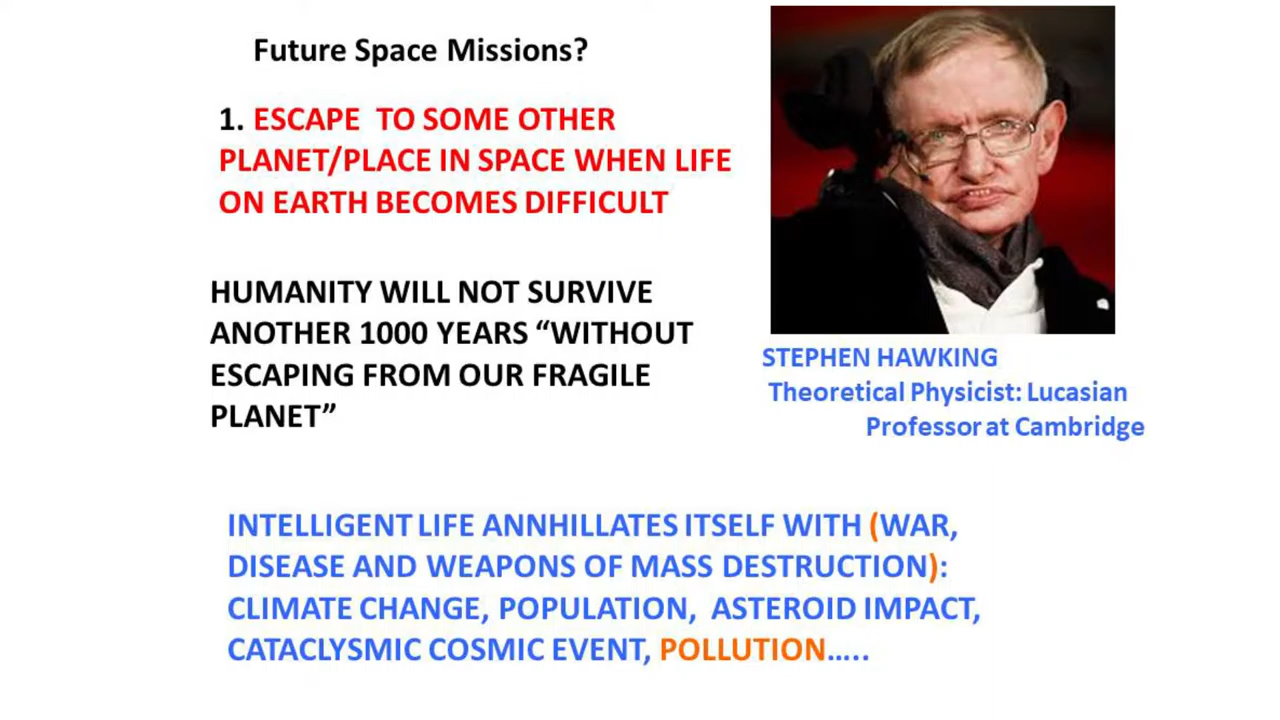 Future Space Missions?
1. ESCAPE TO SOME OTHER
PLANET/PLACE IN SPACE WHEN LIFE
ON EARTH BECOMES DIFFICULT
HUMANITY WILL NOT SURVIVE
ANOTHER 1000 YEARS “WITHOUT
ESCAPING FROM OUR FRAGILE
PLANET”
STEPHEN HAWKING
Theoretical Physicist: Lucasian
Professor at Cambridge
INTELLIGENT LIFE ANNHILLATES ITSELF WITH (WAR,
DISEASE AND WEAPONS OF MASS DESTRUCTION):
CLIMATE CHANGE, POPULATION, ASTEROID IMPACT,
CATACLYSMIC COSMIC EVENT, POLLUTION…..